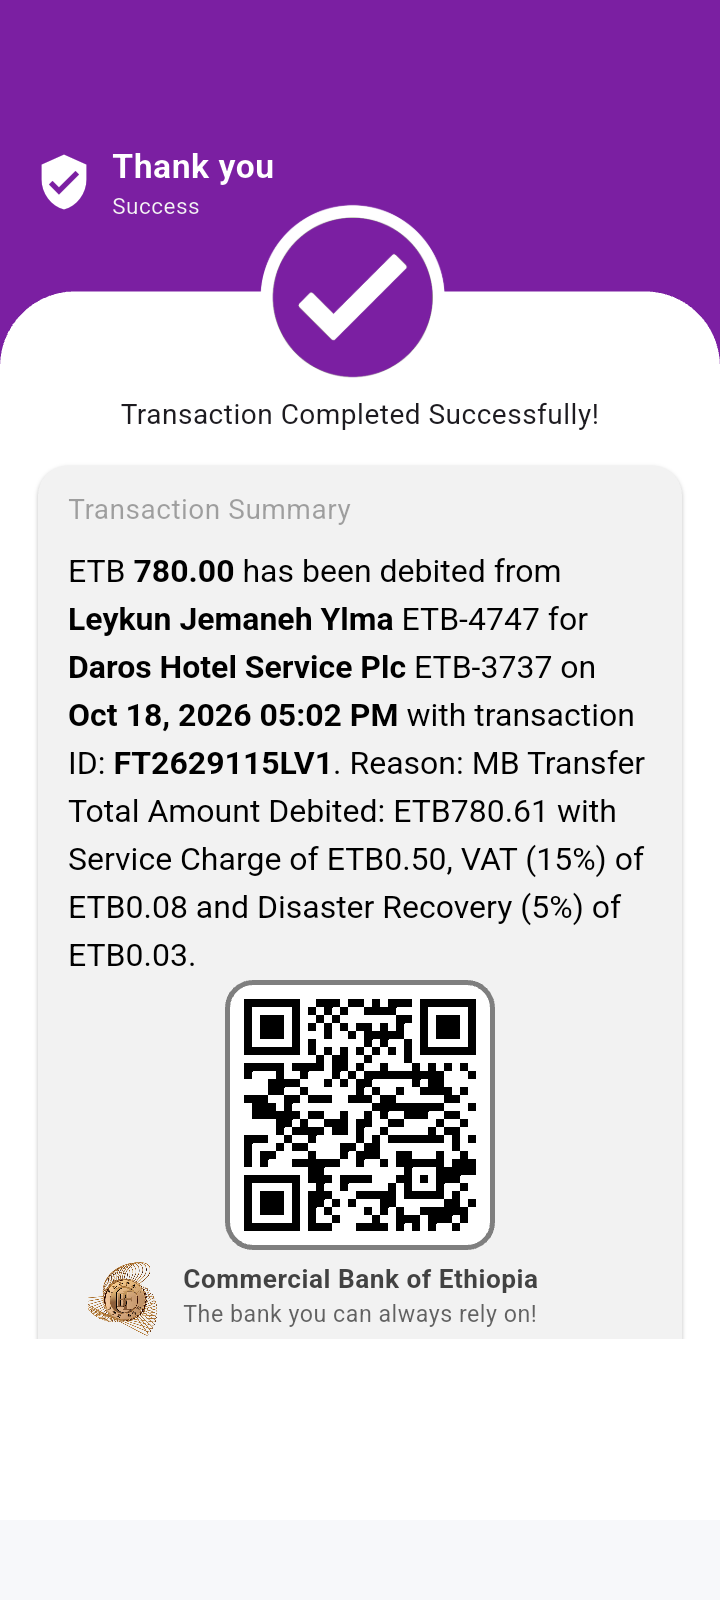 Thank you
Success
Transaction Completed Successfully!
Transaction Summary
ETB 780.00 has been debited from
Leykun Jemaneh Ylma ETB-4747 for
Daros Hotel Service Plc ETB-3737 on
Oct 18, 2026 05:02 PM with transaction
ID: FT2629115LV1. Reason: MB Transfer
Total Amount Debited: ETB780.61 with
Service Charge of ETB0.50, VAT (15%) of
ETB0.08 and Disaster Recovery (5%) of
ETB0.03.
Commercial Bank of Ethiopia
The bank you can always rely on!